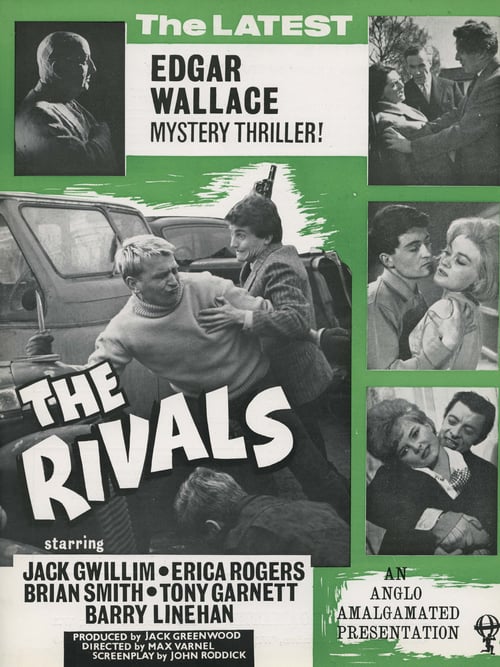 The LATEST
EDGAR
WALLACE
MYSTERY THRILLER!
THE
RIVALS
starring
JACK GWILLIM • ERICA ROGERS
BRIAN SMITH • TONY GARNETT
BARRY LINEHAN
PRODUCED BY JACK GREENWOOD
DIRECTED BY MAX VARNEL
SCREENPLAY BY JOHN RODDICK
AN
ANGLO
AMALGAMATED
PRESENTATION